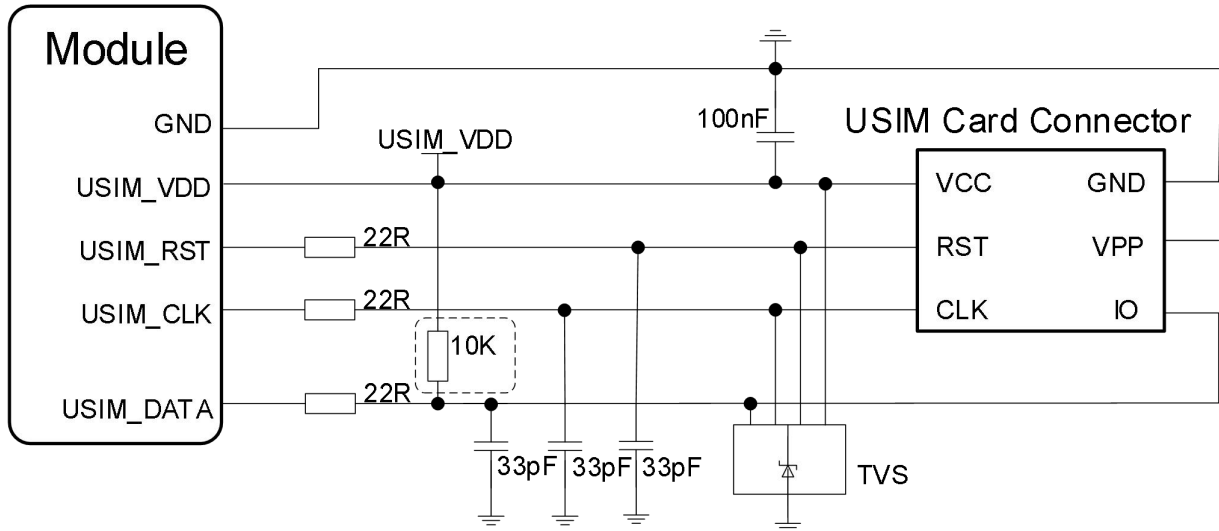 Module
GND
USIM_VDD
USIM_RST
USIM_CLK
USIM_DATA
USIM_VDD
22R
22R
10K
22R
33pF
33pF
33pF
100nF
USIM Card Connector
VCC
GND
RST
VPP
CLK
IO
TVS